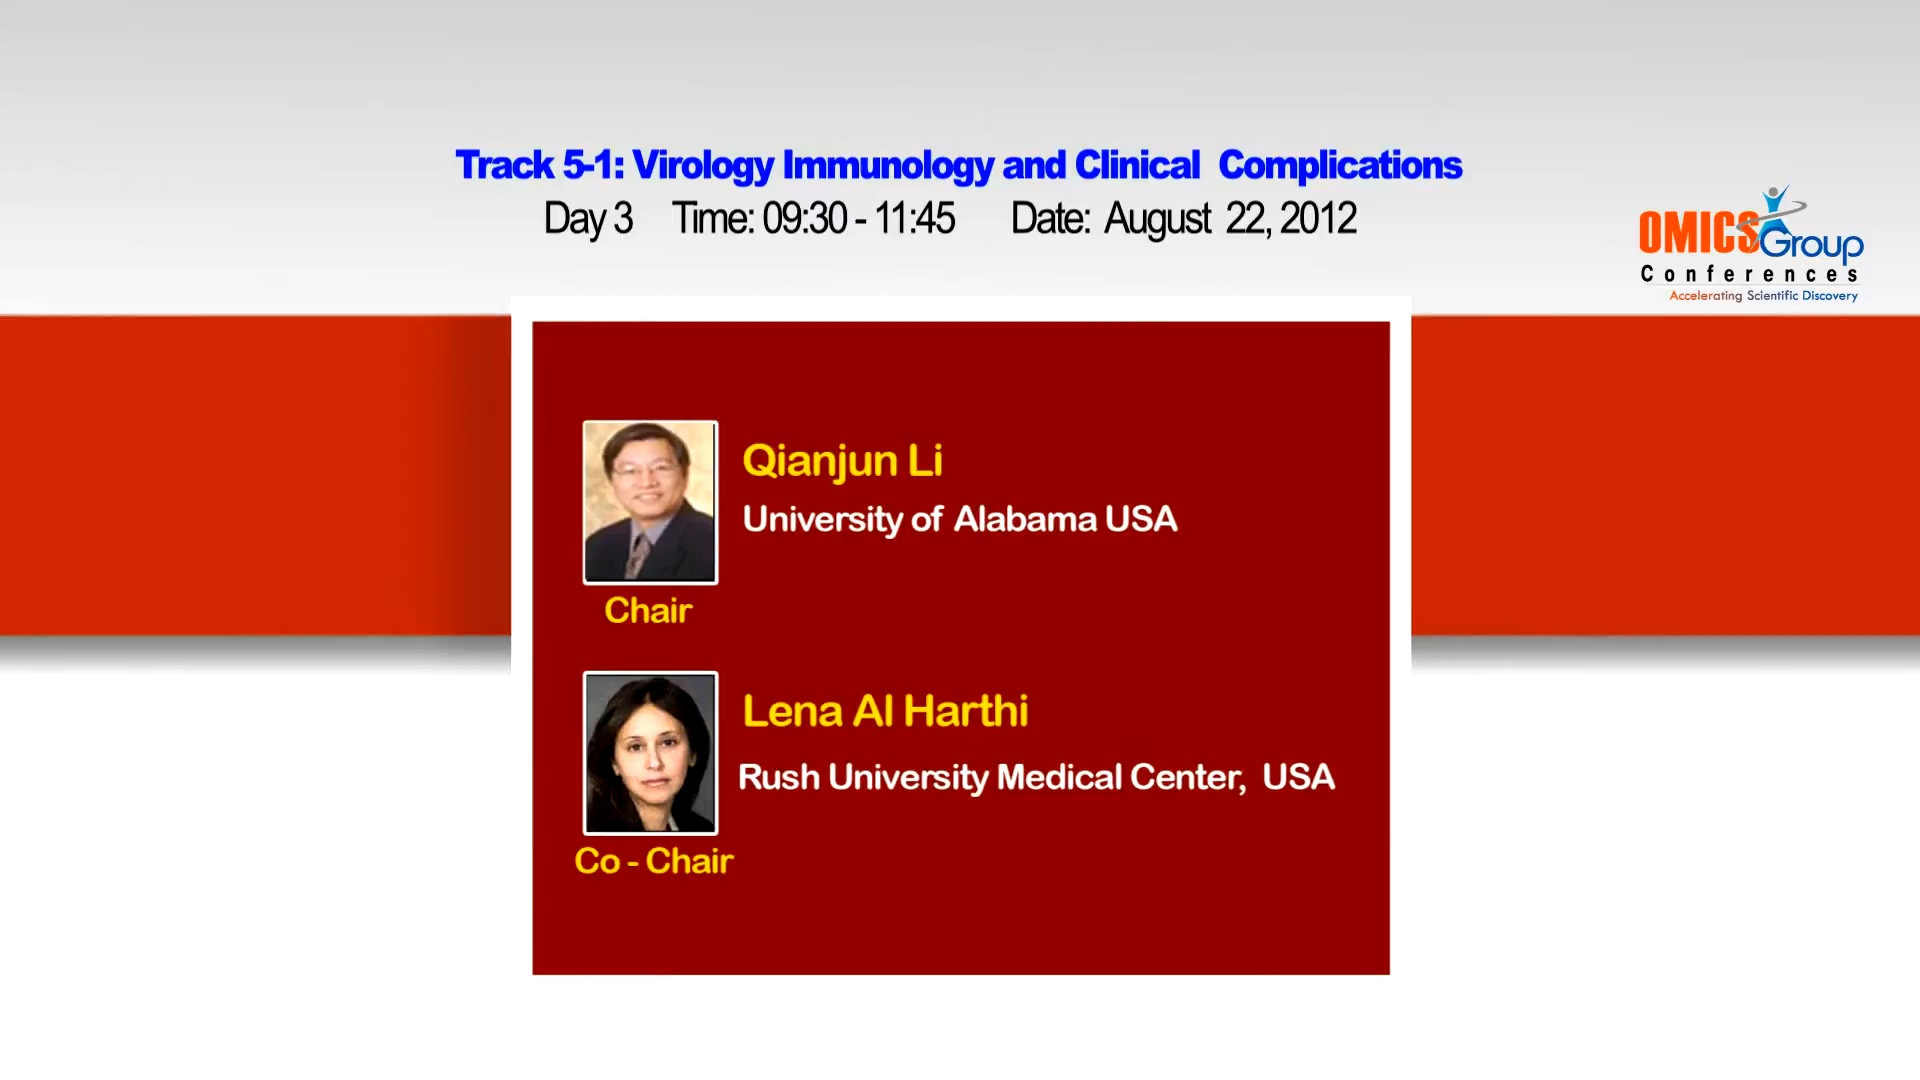 Track 5-1: Virology Immunology and Clinical Complications
Day 3 Time: 09:30 - 11:45 Date: August 22, 2012
OMICS Group
Conferences
Accelerating Scientific Discovery
Qianjun Li
University of Alabama USA
Chair
Lena Al Harthi
Rush University Medical Center, USA
Co - Chair